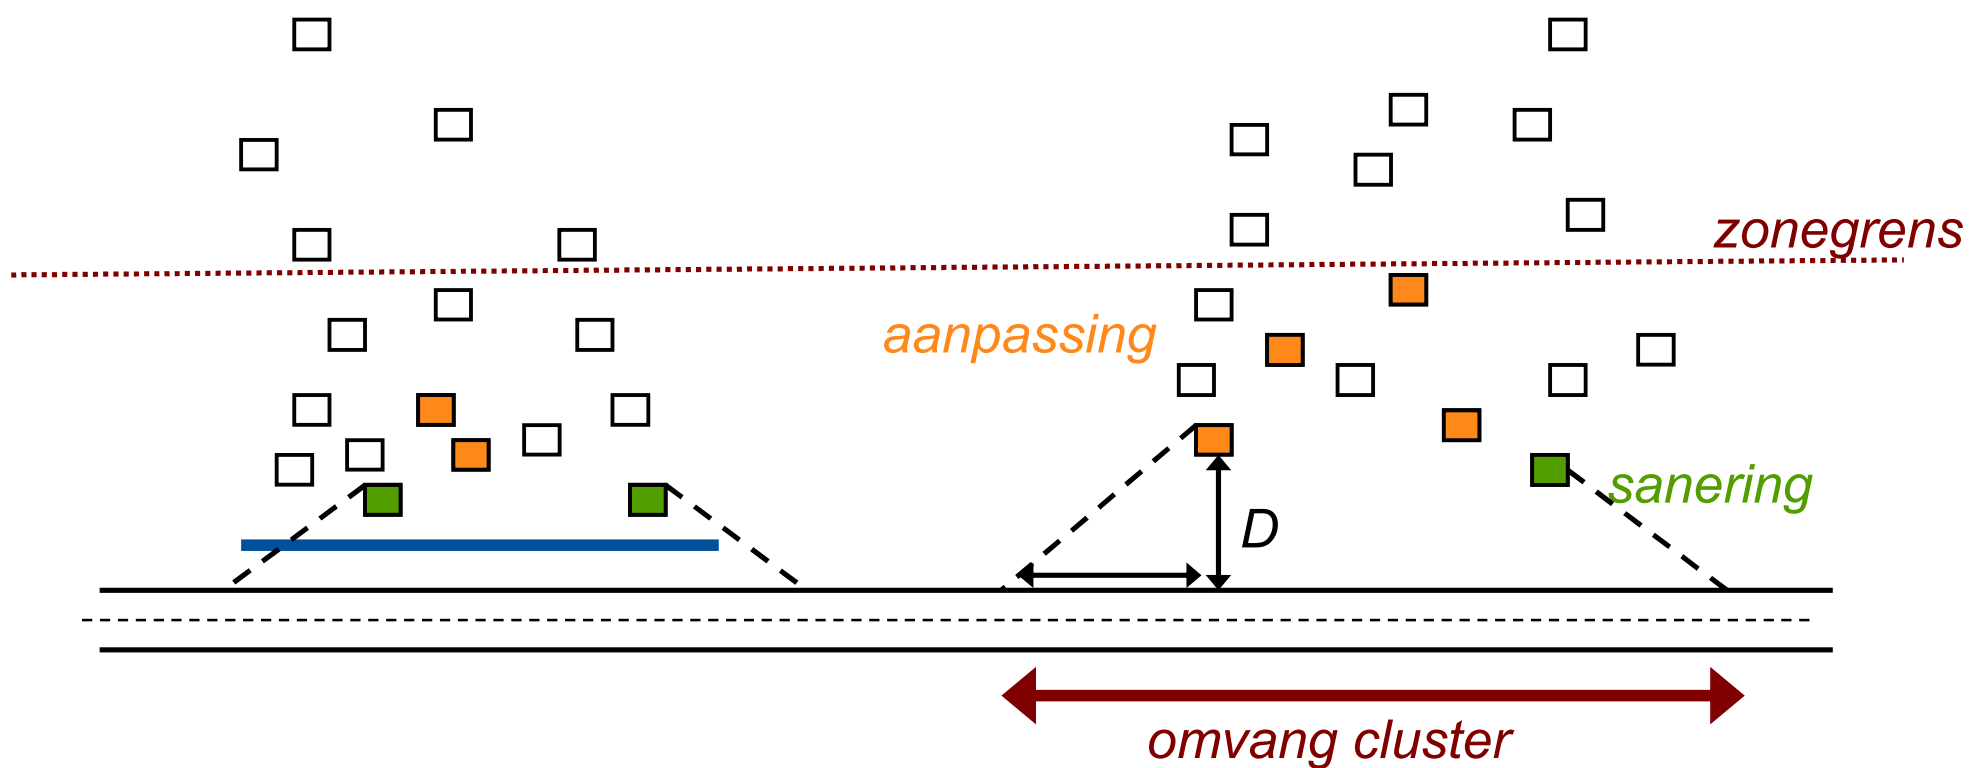 zonegrens
aanpassing
sanering
D
omvang cluster